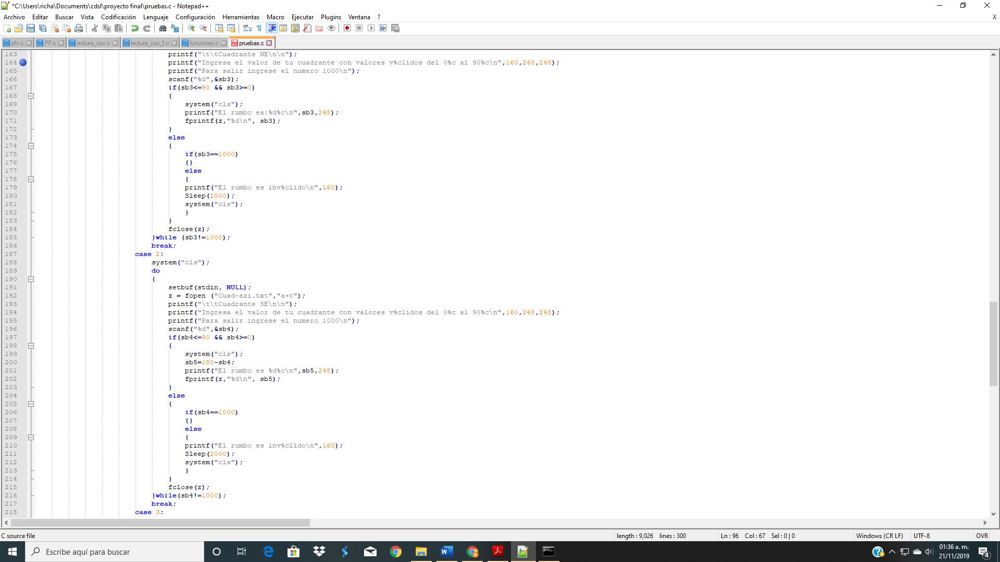 *C:\Users\richa\Documents\cdsl\proyecto final\pruebas.c - Notepad++
Archivo Editar Buscar Vista Codificación Lenguaje Configuración Herramientas Macro Ejecutar Plugins Ventana ? X
pfn.c PF.c lectura_csv.c lectura_csv_f.c funciones.c pruebas.c
163 printf("\t\tCuadrante NE\n\n");
164 printf("Ingresa el valor de tu cuadrante con valores v%clidos del 0%c al 90%c\n",160,248,248);
165 printf("Para salir ingrese el numero 1000\n");
166 scanf("%d",&sb3);
167 if(sb3<=90 && sb3>=0)
168 {
169 system("cls");
170 printf("El rumbo es:%d%c\n",sb3,248);
171 fprintf(z,"%d\n", sb3);
172 }
173 else
174 {
175 if(sb3==1000)
176 {}
177 else
178 {
179 printf("El rumbo es inv%clido\n",160);
180 Sleep(2000);
181 system("cls");
182 }
183 }
184 fclose(z);
185 }while (sb3!=1000);
186 break;
187 case 2:
188 system("cls");
189 do
190 {
191 setbuf(stdin, NULL);
192 z = fopen ("Cuad-azi.txt","a+t");
193 printf("\t\tCuadrante SE\n\n");
194 printf("Ingresa el valor de tu cuadrante con valores v%clidos del 0%c al 90%c\n",160,248,248);
195 printf("Para salir ingrese el numero 1000\n");
196 scanf("%d",&sb4);
197 if(sb4<=90 && sb4>=0)
198 {
199 system("cls");
200 sb5=180-sb4;
201 printf("El rumbo es %d%c\n",sb5,248);
202 fprintf(z,"%d\n", sb5);
203 }
204 else
205 {
206 if(sb4==1000)
207 {}
208 else
209 {
210 printf("El rumbo es inv%clido\n",160);
211 Sleep(2000);
212 system("cls");
213 }
214 }
215 fclose(z);
216 }while(sb4!=1000);
217 break;
218 case 3:
C source file length : 9,026 lines : 300 Ln : 96 Col : 67 Sel : 0 | 0 Windows (CR LF) UTF-8 OVR
Escribe aquí para buscar
01:36 a. m.
21/11/2019
4